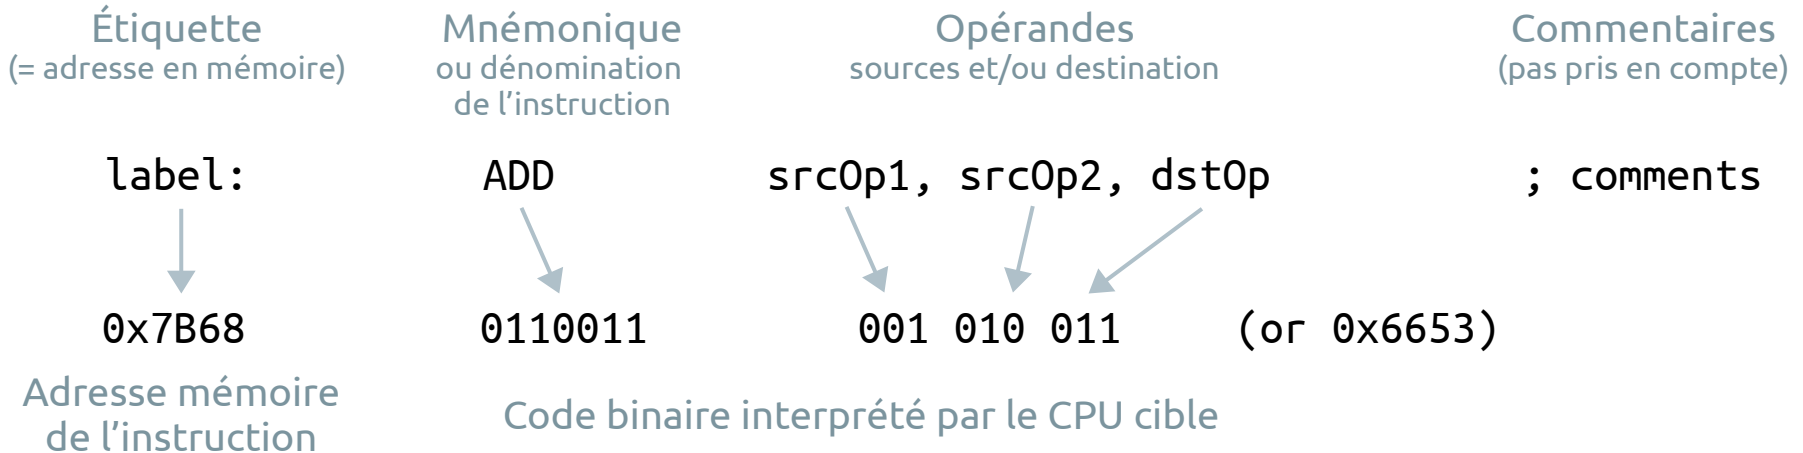 Étiquette
(= adresse en mémoire)
Mnémonique
ou dénomination
de l’instruction
Opérandes
sources et/ou destination
Commentaires
(pas pris en compte)
label: ADD srcOp1, srcOp2, dstOp ; comments
0x7B68 0110011 001 010 011 (or 0x6653)
Adresse mémoire
de l’instruction
Code binaire interprété par le CPU cible